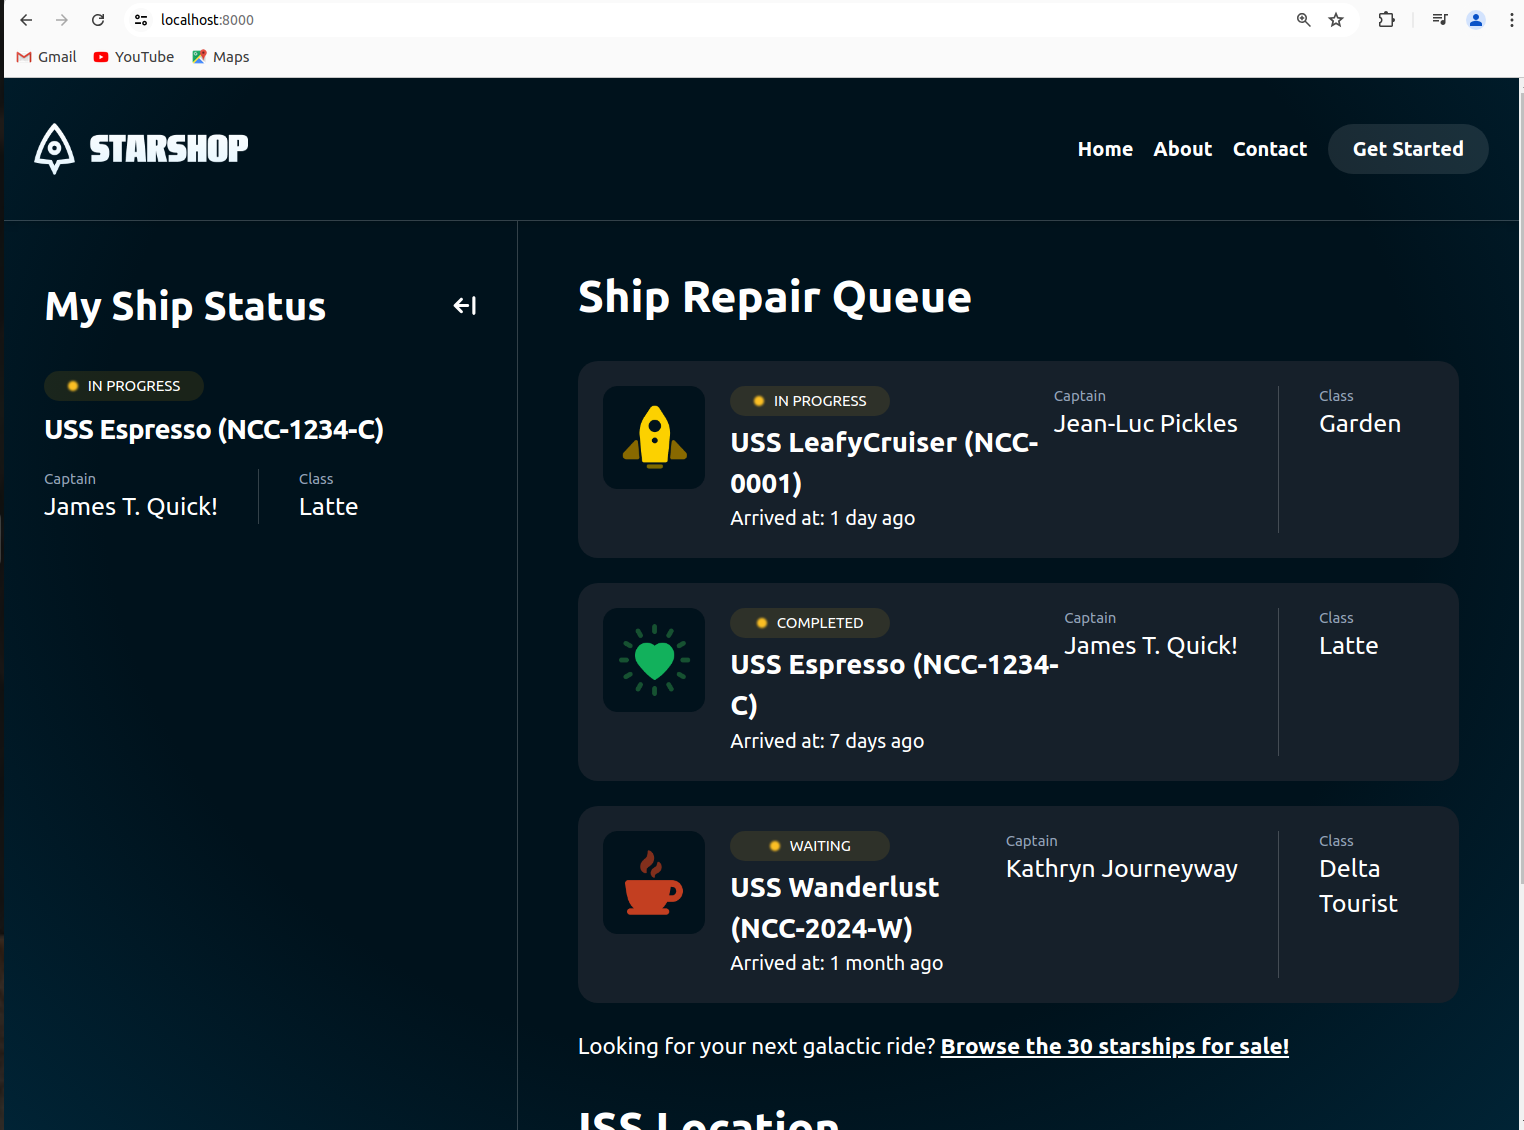 localhost:8000
Gmail YouTube Maps
STARSHOP
Home About Contact Get Started
My Ship Status
IN PROGRESS
USS Espresso (NCC-1234-C)
Captain
James T. Quick!
Class
Latte
Ship Repair Queue
IN PROGRESS
USS LeafyCruiser (NCC-
0001)
Arrived at: 1 day ago
Captain
Jean-Luc Pickles
Class
Garden
COMPLETED
USS Espresso (NCC-1234-
C)
Arrived at: 7 days ago
Captain
James T. Quick!
Class
Latte
WAITING
USS Wanderlust
(NCC-2024-W)
Arrived at: 1 month ago
Captain
Kathryn Journeyway
Class
Delta
Tourist
Looking for your next galactic ride? Browse the 30 starships for sale!
ISS Location